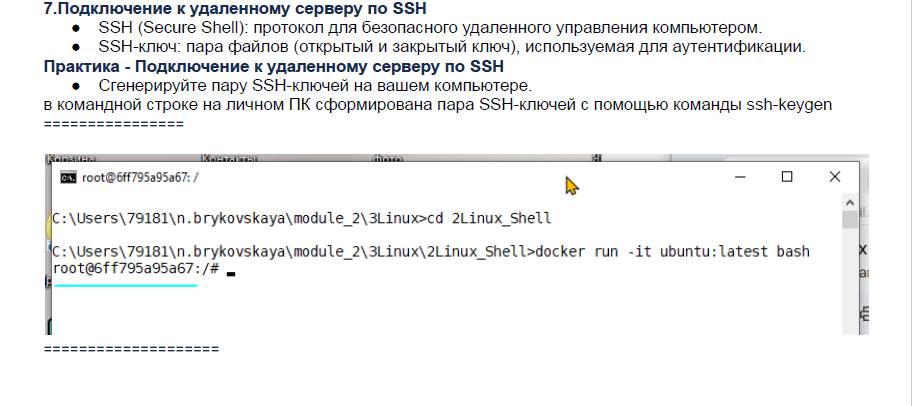 7.Подключение к удаленному серверу по SSH
● SSH (Secure Shell): протокол для безопасного удаленного управления компьютером.
● SSH-ключ: пара файлов (открытый и закрытый ключ), используемая для аутентификации.
Практика - Подключение к удаленному серверу по SSH
● Сгенерируйте пару SSH-ключей на вашем компьютере.
в командной строке на личном ПК сформирована пара SSH-ключей с помощью команды ssh-keygen
================
Корзина Контакты фото
root@6ff795a95a67: /
C:\Users\79181\n.brykovskaya\module_2\3Linux>cd 2Linux_Shell
C:\Users\79181\n.brykovskaya\module_2\3Linux\2Linux_Shell>docker run -it ubuntu:latest bash
root@6ff795a95a67:/#
=====================